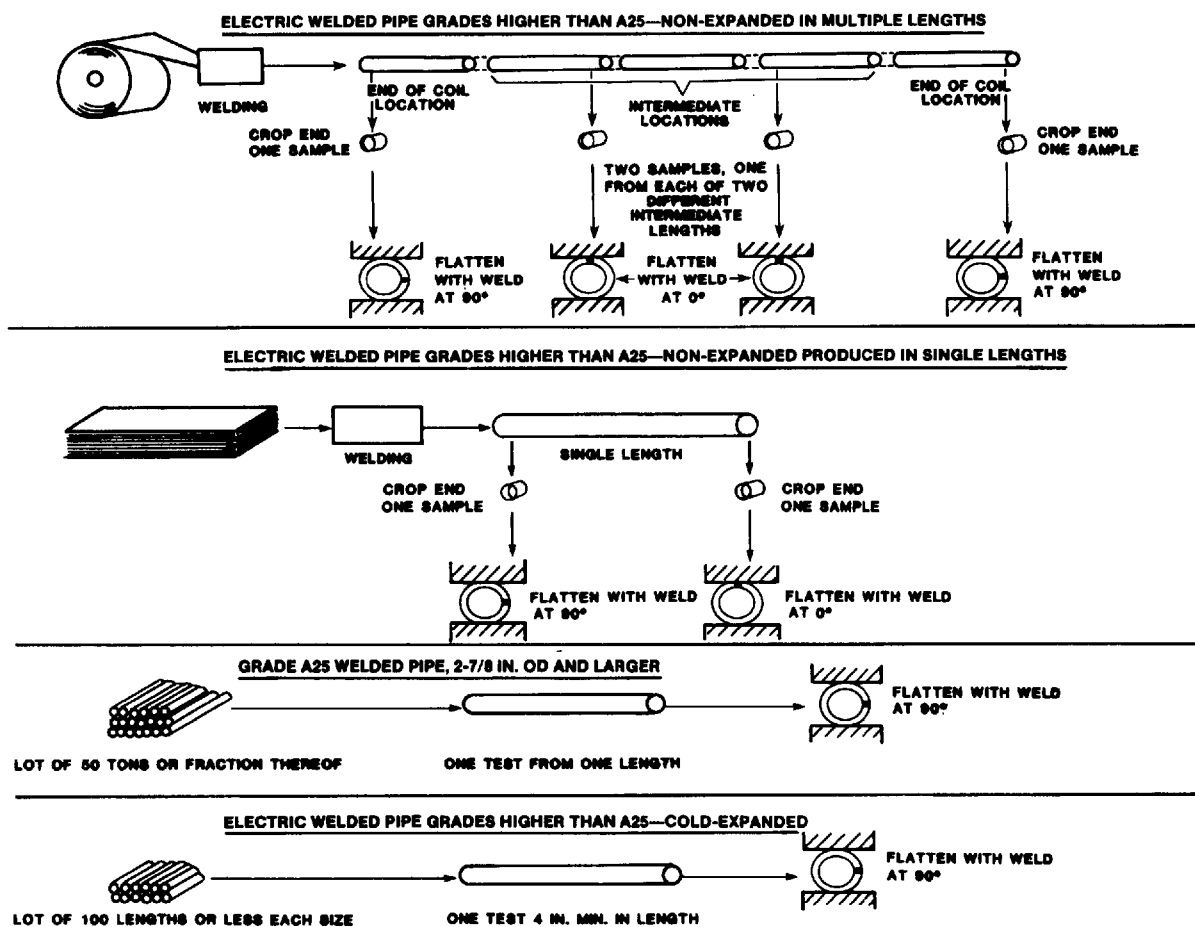 ELECTRIC WELDED PIPE GRADES HIGHER THAN A25—NON-EXPANDED IN MULTIPLE LENGTHS
WELDING
END OF COIL
LOCATION
INTERMEDIATE
LOCATIONS
END OF COIL
LOCATION
CROP END
ONE SAMPLE
CROP END
ONE SAMPLE
TWO SAMPLES, ONE
FROM EACH OF TWO
DIFFERENT
INTERMEDIATE
LENGTHS
FLATTEN
WITH WELD
AT 90°
FLATTEN
WITH WELD
AT 0°
FLATTEN
WITH WELD
AT 90°
ELECTRIC WELDED PIPE GRADES HIGHER THAN A25—NON-EXPANDED PRODUCED IN SINGLE LENGTHS
WELDING
SINGLE LENGTH
CROP END
ONE SAMPLE
CROP END
ONE SAMPLE
FLATTEN WITH WELD
AT 90°
FLATTEN WITH WELD
AT 0°
GRADE A25 WELDED PIPE, 2-7/8 IN. OD AND LARGER
FLATTEN WITH WELD
AT 90°
LOT OF 50 TONS OR FRACTION THEREOF
ONE TEST FROM ONE LENGTH
ELECTRIC WELDED PIPE GRADES HIGHER THAN A25—COLD-EXPANDED
FLATTEN WITH WELD
AT 90°
LOT OF 100 LENGTHS OR LESS EACH SIZE
ONE TEST 4 IN. MIN. IN LENGTH